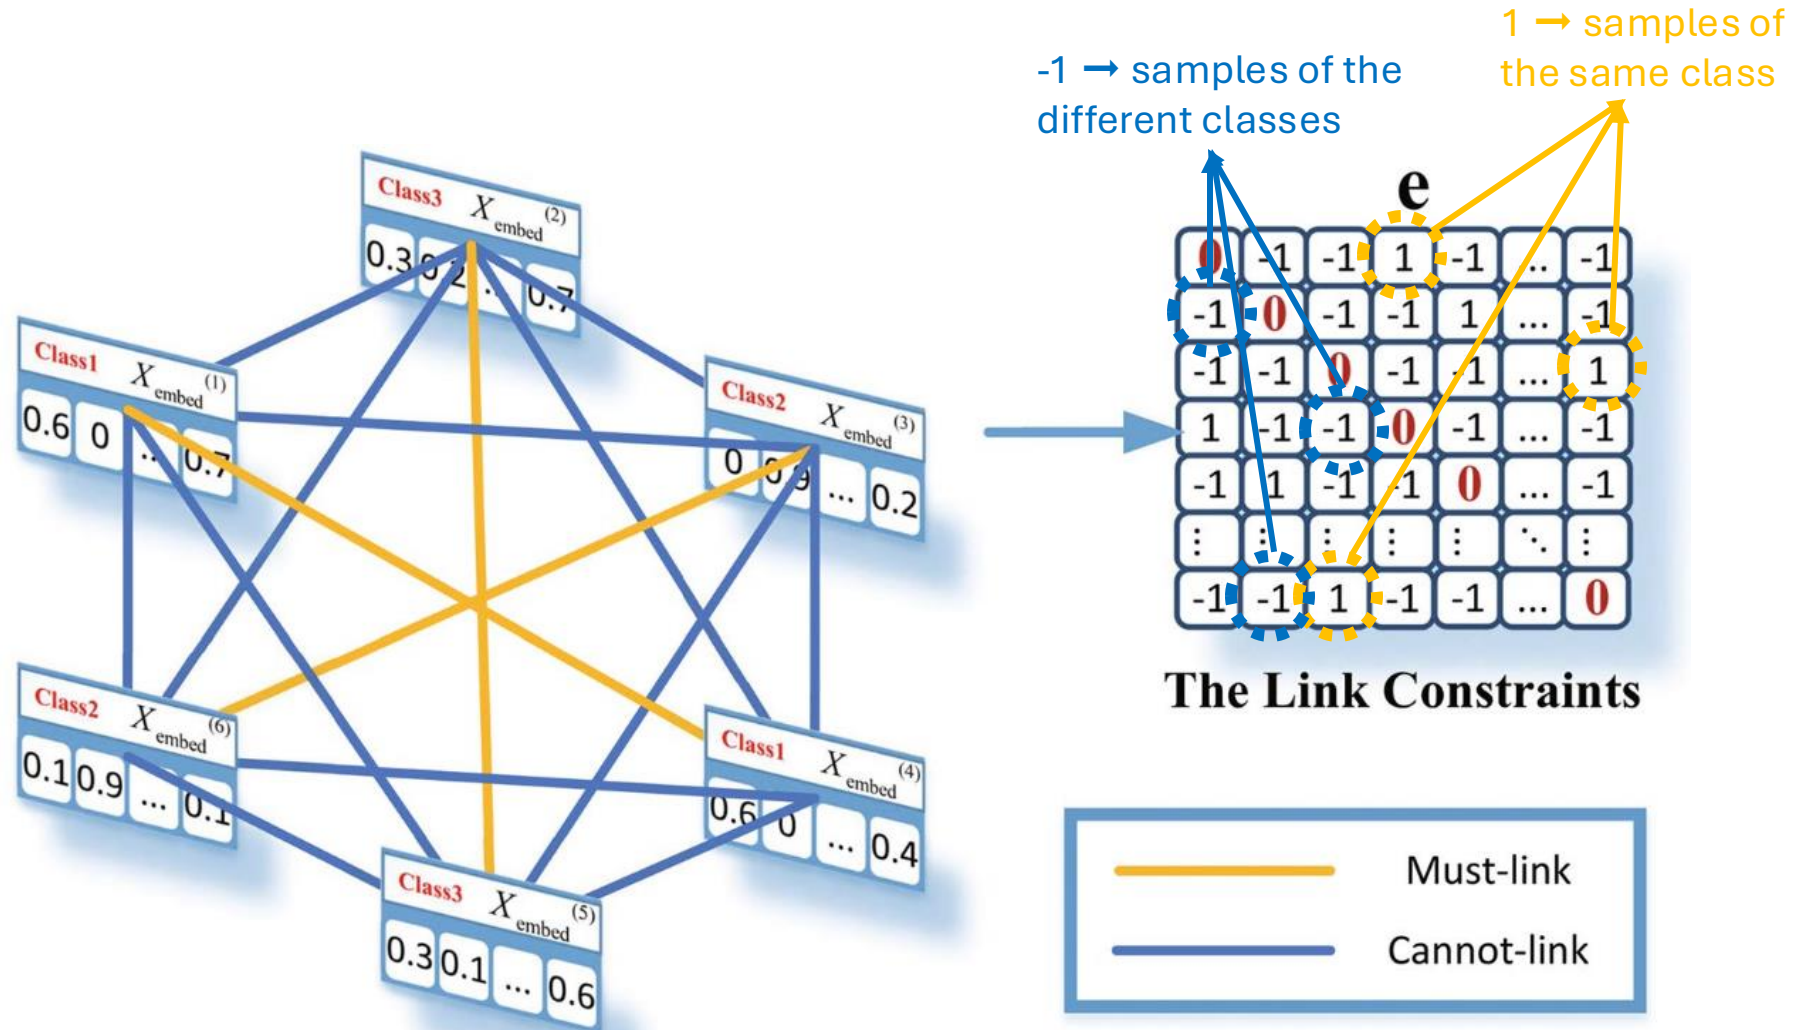 1 → samples of
the same class
-1 → samples of the
different classes
e
Class3 X embed (2)
0.3 0.2 ... 0.7
Class1 X embed (1)
0.6 0 ... 0.7
Class2 X embed (3)
0 0.9 ... 0.2
Class2 X embed (6)
0.1 0.9 ... 0.1
Class1 X embed (4)
0.6 0 ... 0.4
Class3 X embed (5)
0.3 0.1 ... 0.6
0 -1 -1 1 -1 ... -1
-1 0 -1 -1 1 ... -1
-1 -1 0 -1 -1 ... 1
1 -1 -1 0 -1 ... -1
-1 1 -1 -1 0 ... -1
⋮ ⋮ ⋮ ⋮ ⋮ ⋱ ⋮
-1 -1 1 -1 -1 ... 0
The Link Constraints
Must-link
Cannot-link